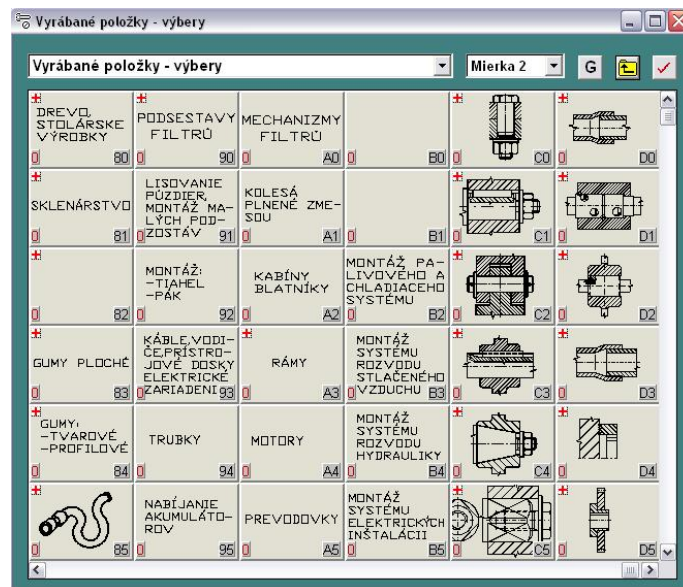 Vyrábané položky - výbery
Vyrábané položky - výbery
Mierka 2
G
DREVO,
STOLÁRSKE
VÝROBKY
0 80
PODSESTAVY
FILTRŮ
0 90
MECHANIZMY
FILTRŮ
0 A0
0 B0
0 C0
0 D0
SKLENÁRSTVO
0 81
LISOVANIE
PÚZDIER,
MONTÁŽ MA-
LÝCH POD-
ZOSTÁV
0 91
KOLESÁ
PLNENÉ ZME-
SOU
0 A1
0 B1
0 C1
0 D1
0 82
MONTÁŽ:
-TIAHEL
-PÁK
0 92
KABÍNY
BLATNÍKY
0 A2
MONTÁŽ PA-
LIVOVÉHO A
CHLADIACEHO
SYSTÉMU
0 B2
0 C2
0 D2
GUMY PLOCHÉ
0 83
KÁBLE,VODI-
ČE,PRÍSTRO-
JOVÉ DOSKY
ELEKTRICKÉ
ZARIADENI
0 93
RÁMY
0 A3
MONTÁŽ
SYSTÉMU
ROZVODU
STLAČENÉHO
VZDUCHU
0 B3
0 C3
0 D3
GUMY:
-TVAROVÉ
-PROFILOVÉ
0 84
TRUBKY
0 94
MOTORY
0 A4
MONTÁŽ
SYSTÉMU
ROZVODU
HYDRAULIKY
0 B4
0 C4
0 D4
0 85
NABÍJANIE
AKUMULÁTO-
ROV
0 95
PREVODOVKY
0 A5
MONTÁŽ
SYSTÉMU
ELEKTRICKÝCH
INŠTALÁCII
0 B5
0 C5
0 D5